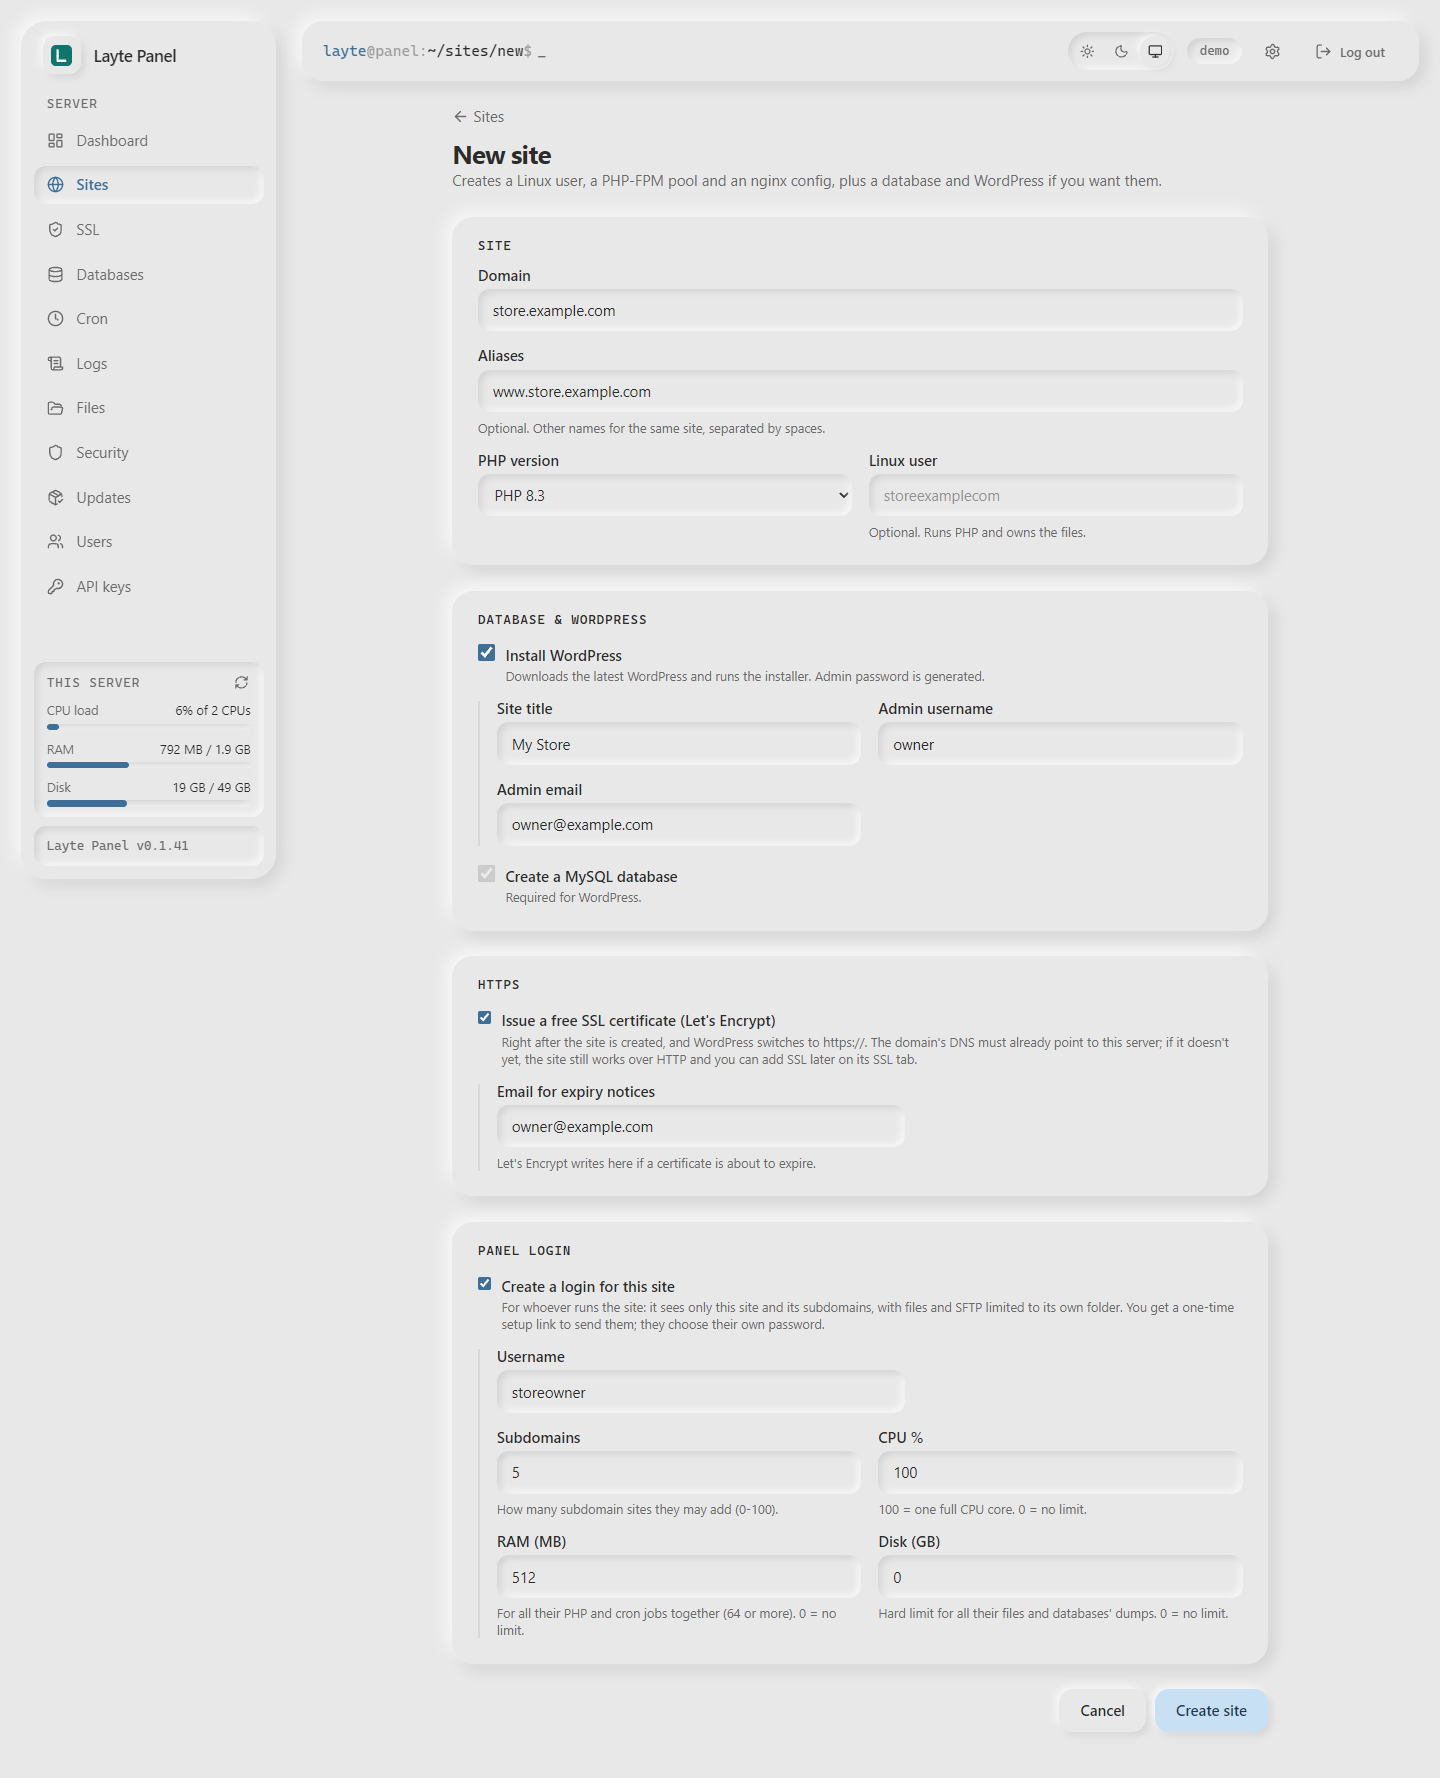 Layte Panel
SERVER
Dashboard
Sites
SSL
Databases
Cron
Logs
Files
Security
Updates
Users
API keys
THIS SERVER
CPU load 6% of 2 CPUs
RAM 792 MB / 1.9 GB
Disk 19 GB / 49 GB
Layte Panel v0.1.41
layte@panel:~/sites/new$ _
demo
Log out
← Sites
New site
Creates a Linux user, a PHP-FPM pool and an nginx config, plus a database and WordPress if you want them.
SITE
Domain
store.example.com
Aliases
www.store.example.com
Optional. Other names for the same site, separated by spaces.
PHP version Linux user
PHP 8.3 storeexamplecom
Optional. Runs PHP and owns the files.
DATABASE & WORDPRESS
Install WordPress
Downloads the latest WordPress and runs the installer. Admin password is generated.
Site title Admin username
My Store owner
Admin email
owner@example.com
Create a MySQL database
Required for WordPress.
HTTPS
Issue a free SSL certificate (Let's Encrypt)
Right after the site is created, and WordPress switches to https://. The domain's DNS must already point to this server; if it doesn't
yet, the site still works over HTTP and you can add SSL later on its SSL tab.
Email for expiry notices
owner@example.com
Let's Encrypt writes here if a certificate is about to expire.
PANEL LOGIN
Create a login for this site
For whoever runs the site: it sees only this site and its subdomains, with files and SFTP limited to its own folder. You get a one-time
setup link to send them; they choose their own password.
Username
storeowner
Subdomains CPU %
5 100
How many subdomain sites they may add (0-100). 100 = one full CPU core. 0 = no limit.
RAM (MB) Disk (GB)
512 0
For all their PHP and cron jobs together (64 or more). 0 = no
limit.
Hard limit for all their files and databases' dumps. 0 = no limit.
Cancel Create site